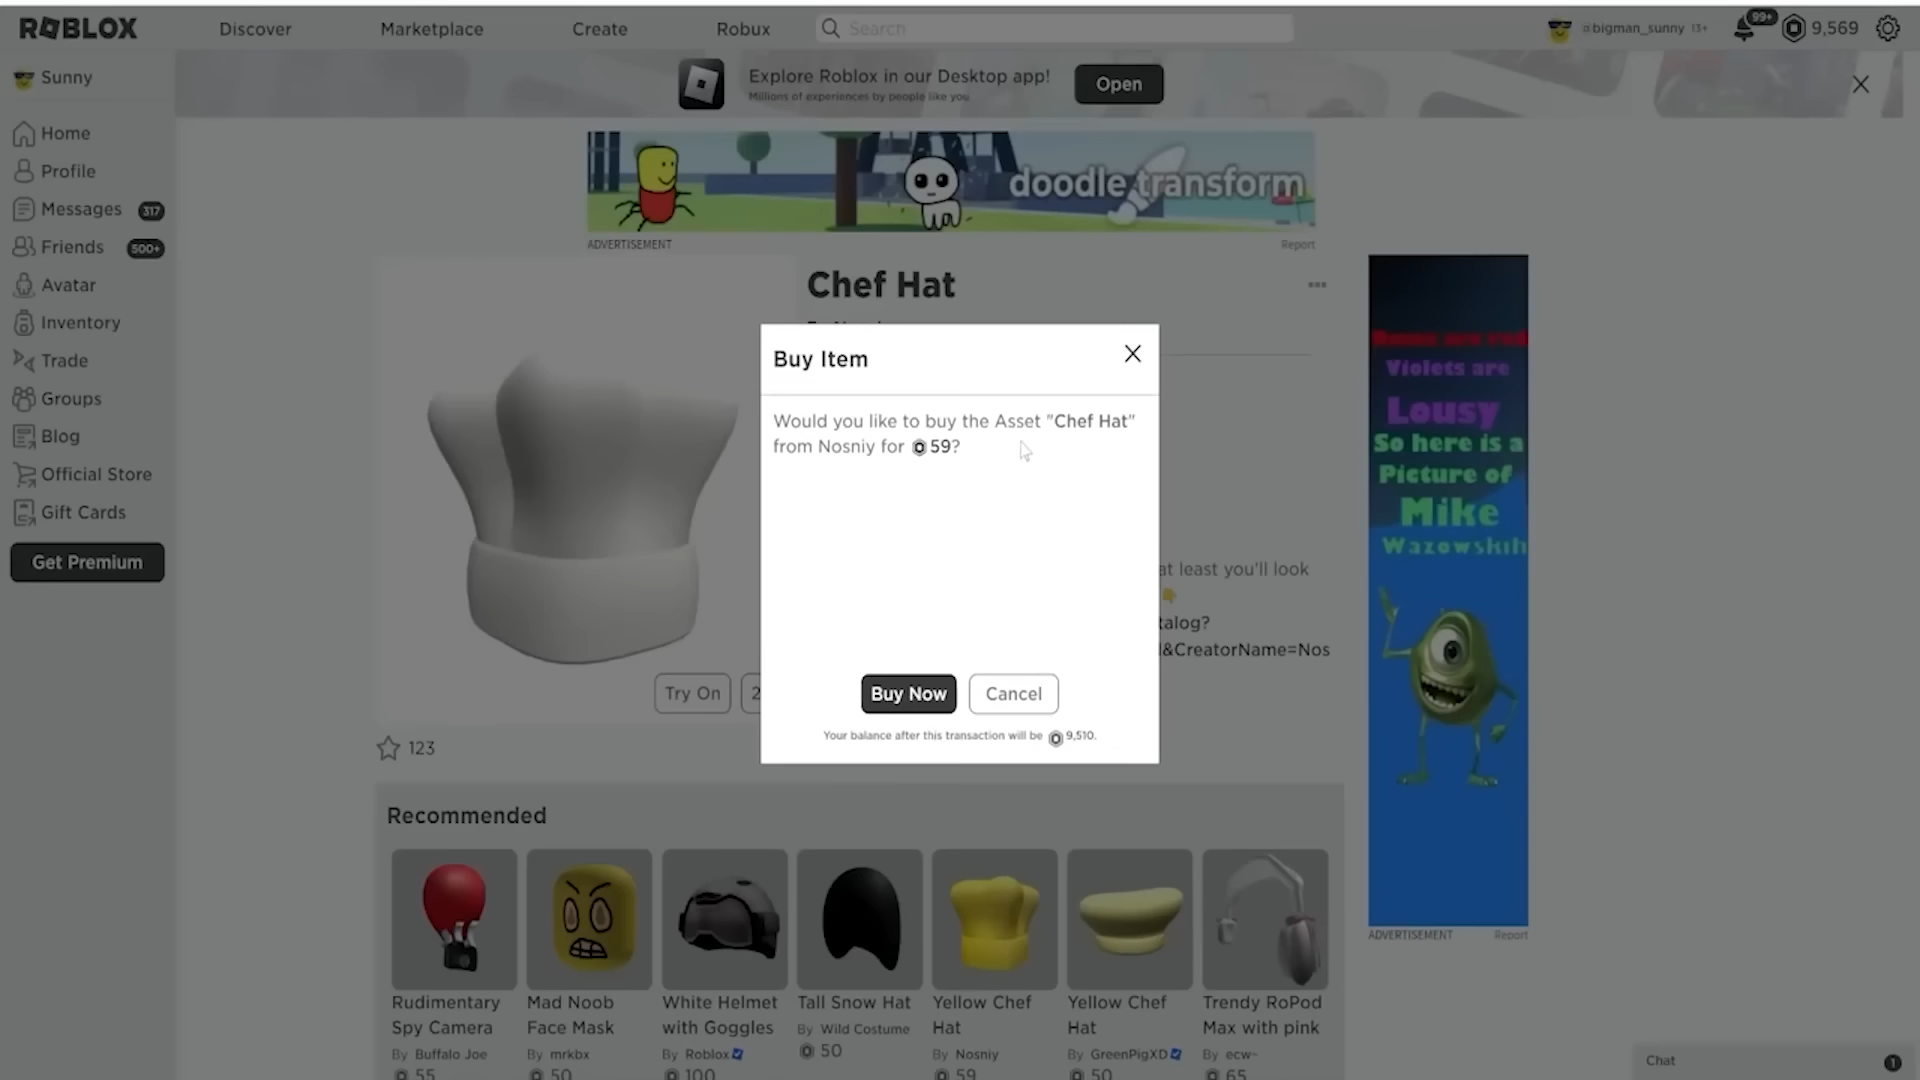 ROBLOX
Discover
Marketplace
Create
Robux
Search
@bigman_sunny 13+
99+
9,569
Sunny
Explore Roblox in our Desktop app!
Millions of experiences by people like you
Open
Home
Profile
Messages 317
Friends 500+
Avatar
Inventory
Trade
Groups
Blog
Official Store
Gift Cards
Get Premium
doodle transform
ADVERTISEMENT
Report
Chef Hat
Buy Item
Would you like to buy the Asset "Chef Hat"
from Nosniy for 59?
Buy Now
Cancel
Your balance after this transaction will be 9,510.
at least you'll look
talog?
l&CreatorName=Nos
Try On
2
123
Violets are
Lousy
So here is a
Picture of
Mike
Wazowskih
ADVERTISEMENT
Report
Recommended
Rudimentary
Spy Camera
By Buffalo Joe
55
Mad Noob
Face Mask
By mrkbx
50
White Helmet
with Goggles
By Roblox
100
Tall Snow Hat
By Wild Costume
50
Yellow Chef
Hat
By Nosniy
59
Yellow Chef
Hat
By GreenPigXD
50
Trendy RoPod
Max with pink
By ecw-
65
Chat
1